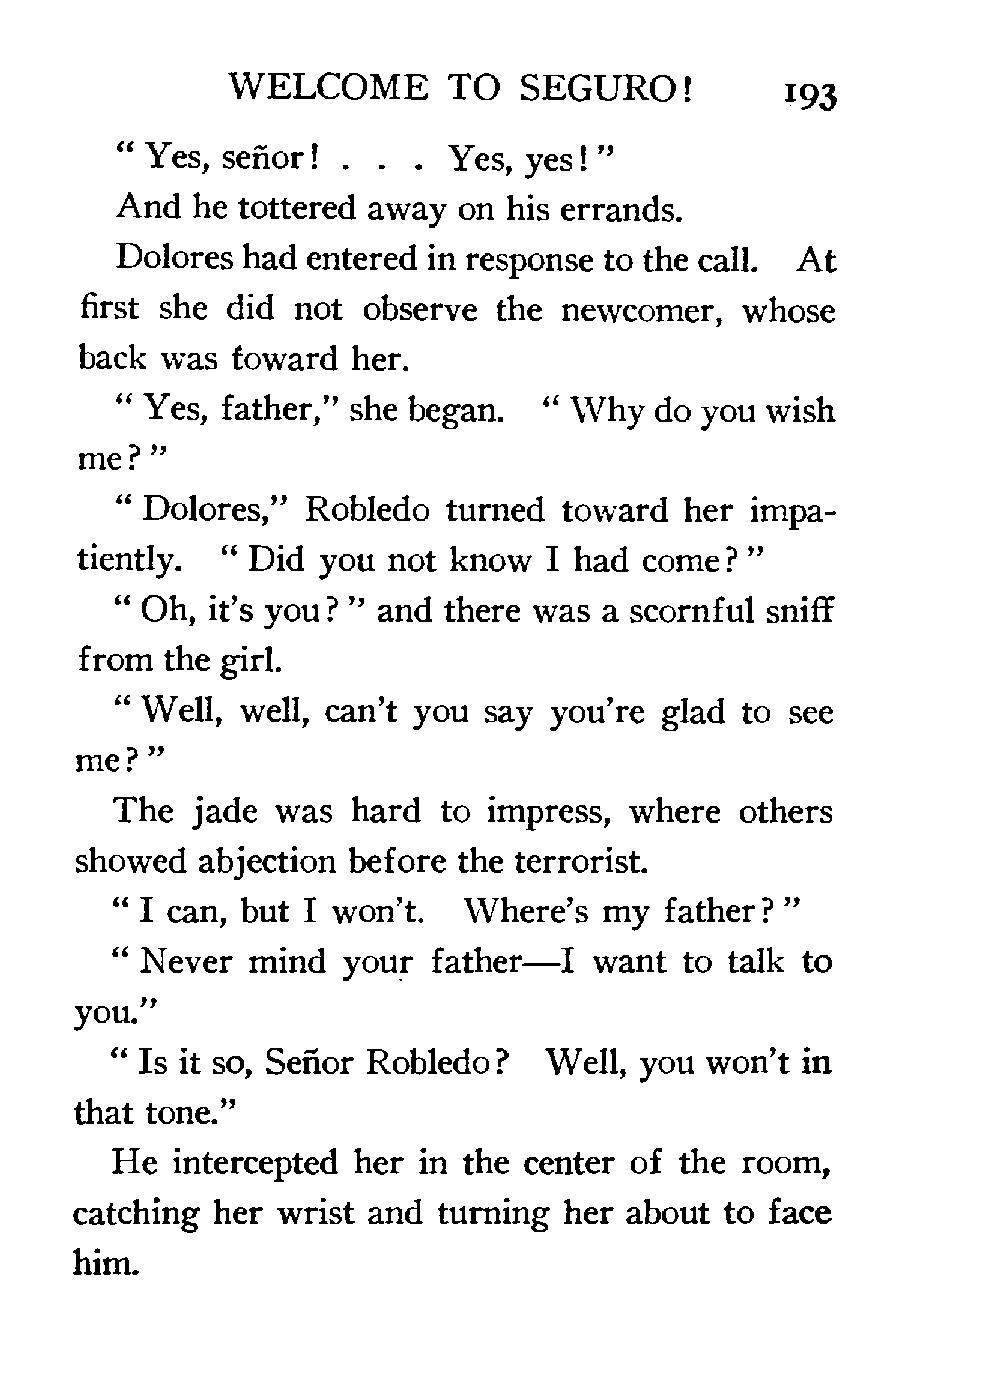 WELCOME TO SEGURO! 193
“ Yes, señor! . . . Yes, yes! ”
And he tottered away on his errands.
Dolores had entered in response to the call. At
first she did not observe the newcomer, whose
back was toward her.
“ Yes, father,” she began. “ Why do you wish
me? ”
“ Dolores,” Robledo turned toward her impa-
tiently. “ Did you not know I had come? ”
“ Oh, it’s you? ” and there was a scornful sniff
from the girl.
“ Well, well, can’t you say you’re glad to see
me? ”
The jade was hard to impress, where others
showed abjection before the terrorist.
“ I can, but I won’t. Where’s my father? ”
“ Never mind your father—I want to talk to
you.”
“ Is it so, Señor Robledo? Well, you won’t in
that tone.”
He intercepted her in the center of the room,
catching her wrist and turning her about to face
him.